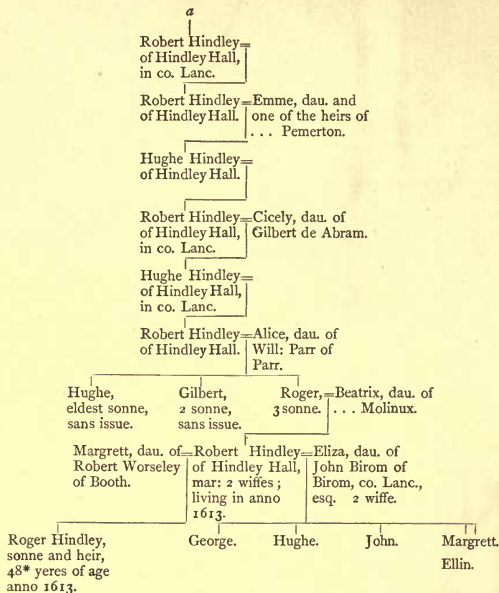 a
Robert Hindley=
of Hindley Hall,
in co. Lanc.
Robert Hindley=Emme, dau. and
of Hindley Hall. one of the heirs of
... Pemerton.
Hughe Hindley=
of Hindley Hall.
Robert Hindley=Cicely, dau. of
of Hindley Hall, Gilbert de Abram.
in co. Lanc.
Hughe Hindley=
of Hindley Hall,
in co. Lanc.
Robert Hindley=Alice, dau. of
of Hindley Hall. Will: Parr of
Parr.
Hughe,
eldest sonne,
sans issue.
Gilbert,
2 sonne,
sans issue.
Roger,=Beatrix, dau. of
3 sonne. ... Molinux.
Margrett, dau. of=Robert Hindley=Eliza, dau. of
Robert Worseley of Hindley Hall, John Birom of
of Booth. mar: 2 wiffes; Birom, co. Lanc.,
living in anno esq. 2 wiffe.
1613.
Roger Hindley,
sonne and heir,
48* yeres of age
anno 1613.
George.
Hughe.
John.
Margrett.
Ellin.